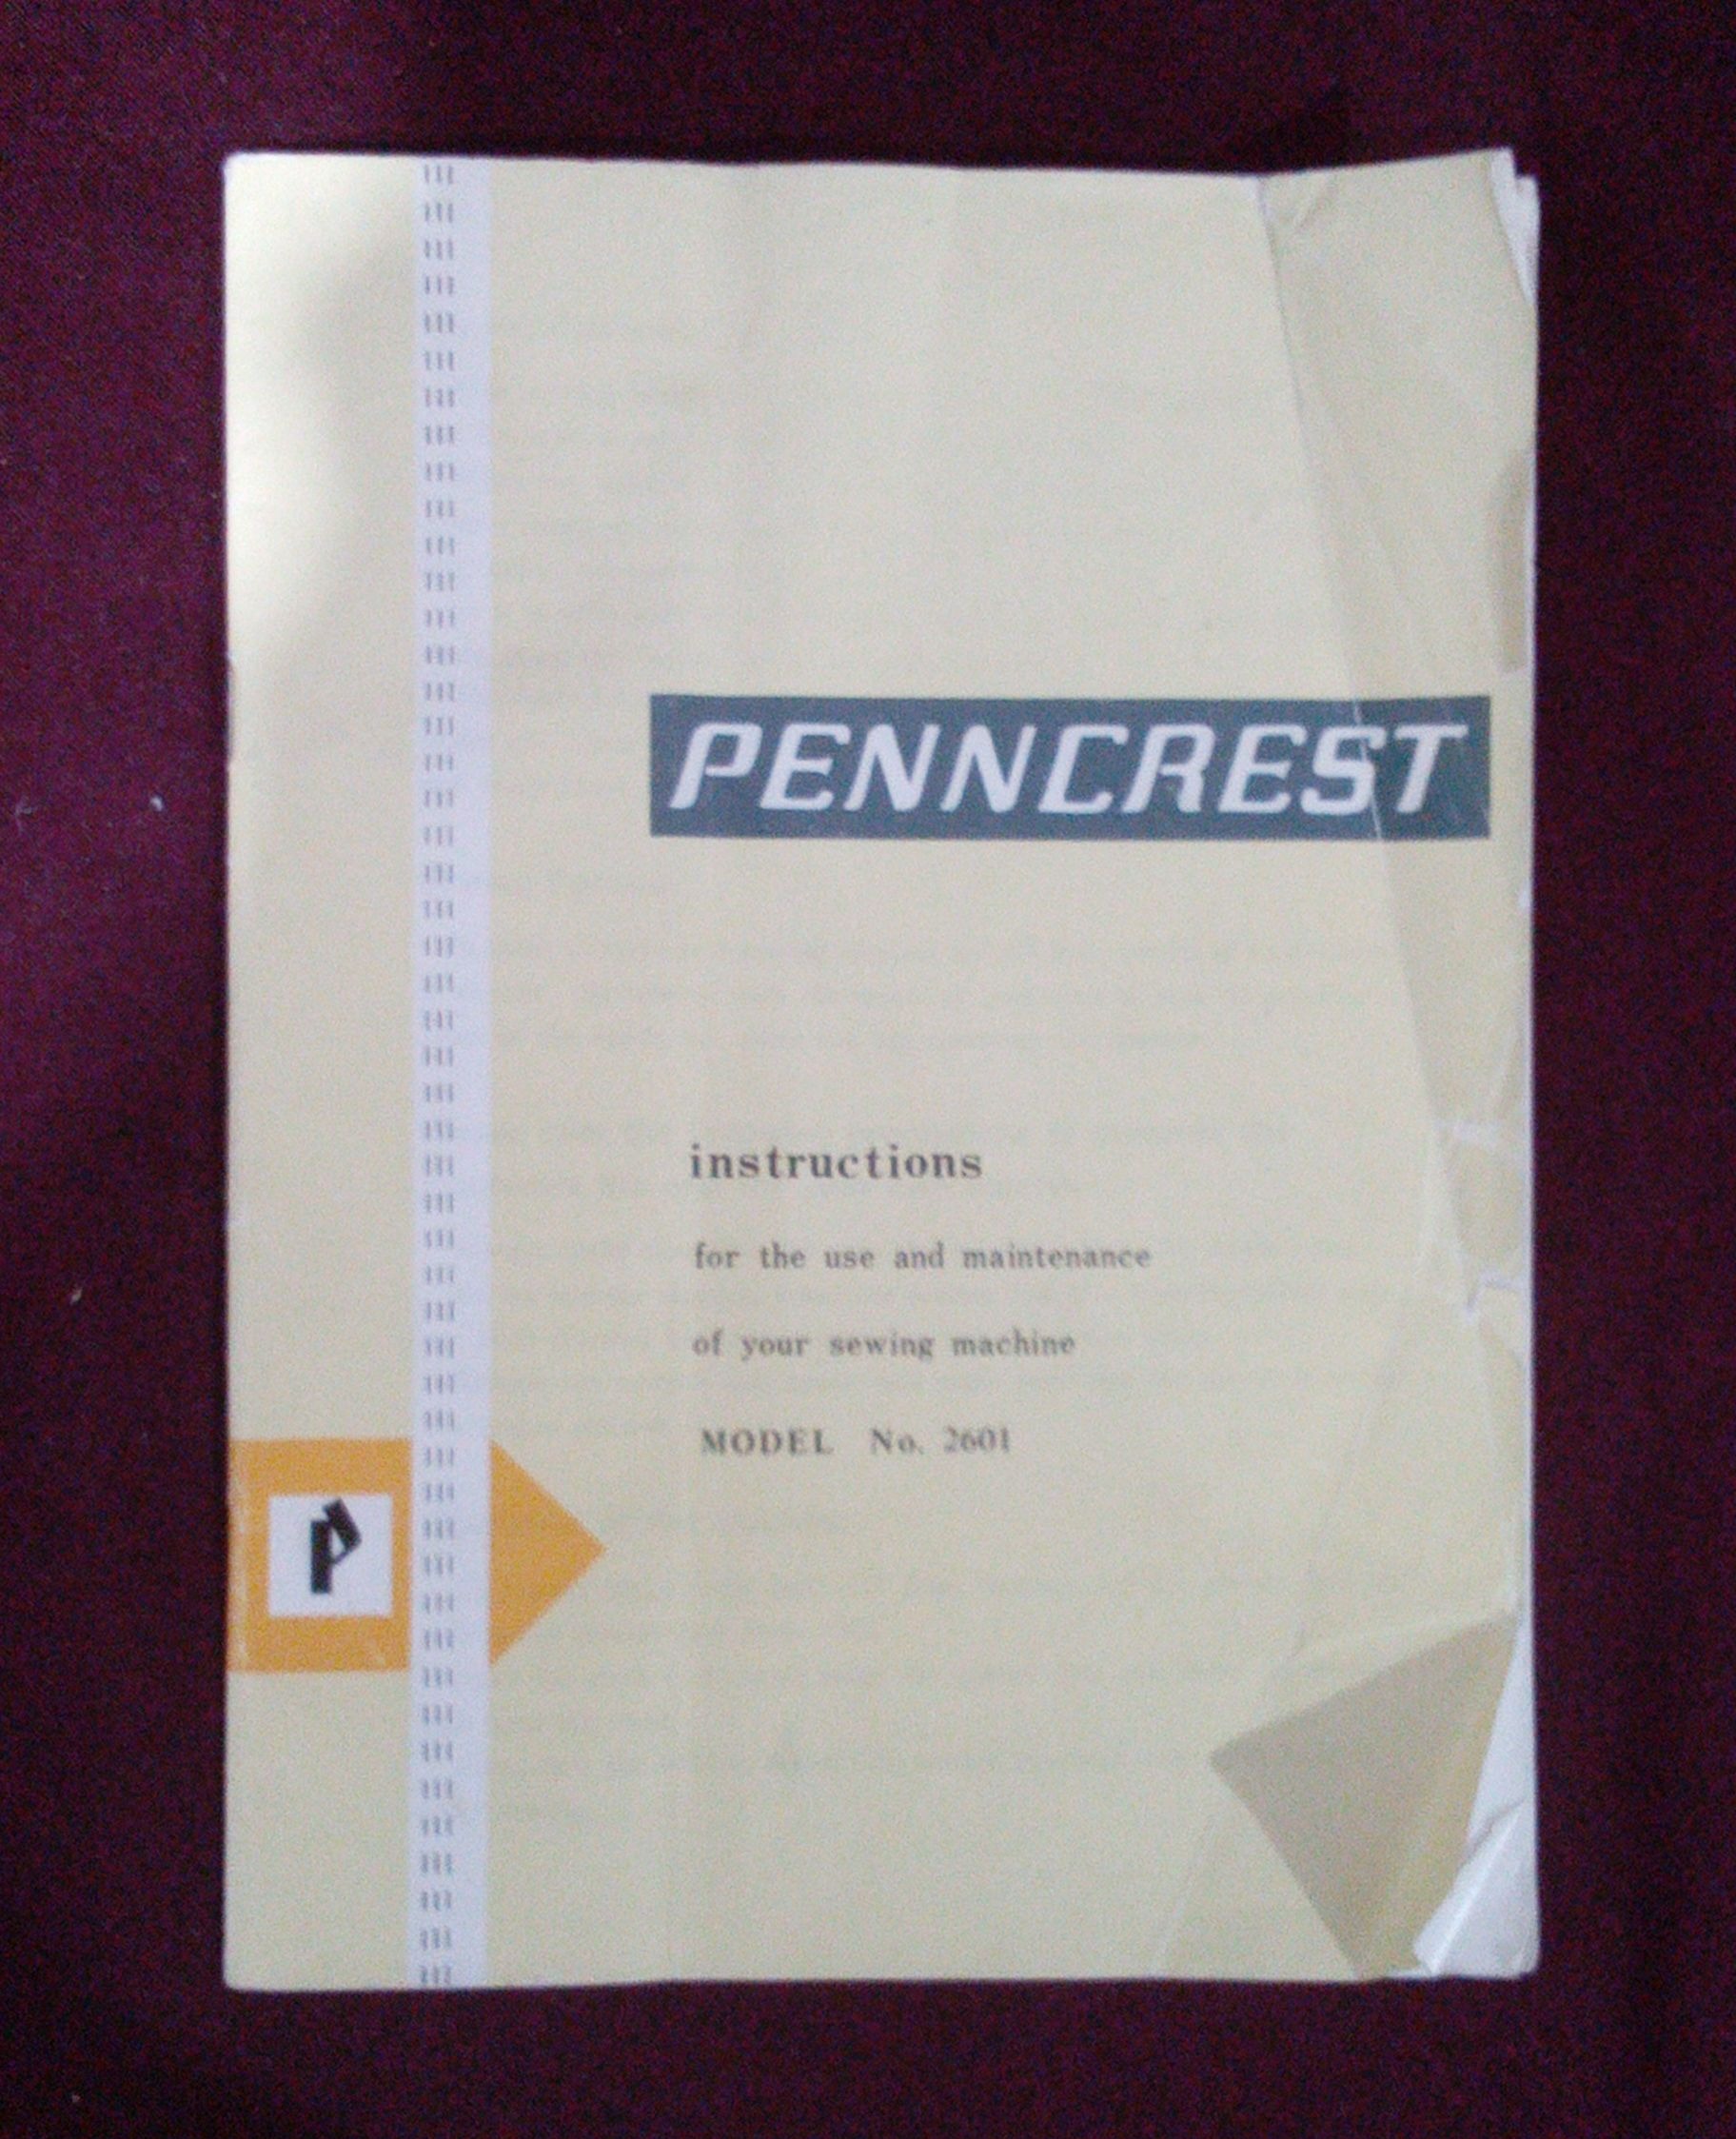 PENNCREST
instructions
for the use and maintenance
of your sewing machine
MODEL No. 2601
P